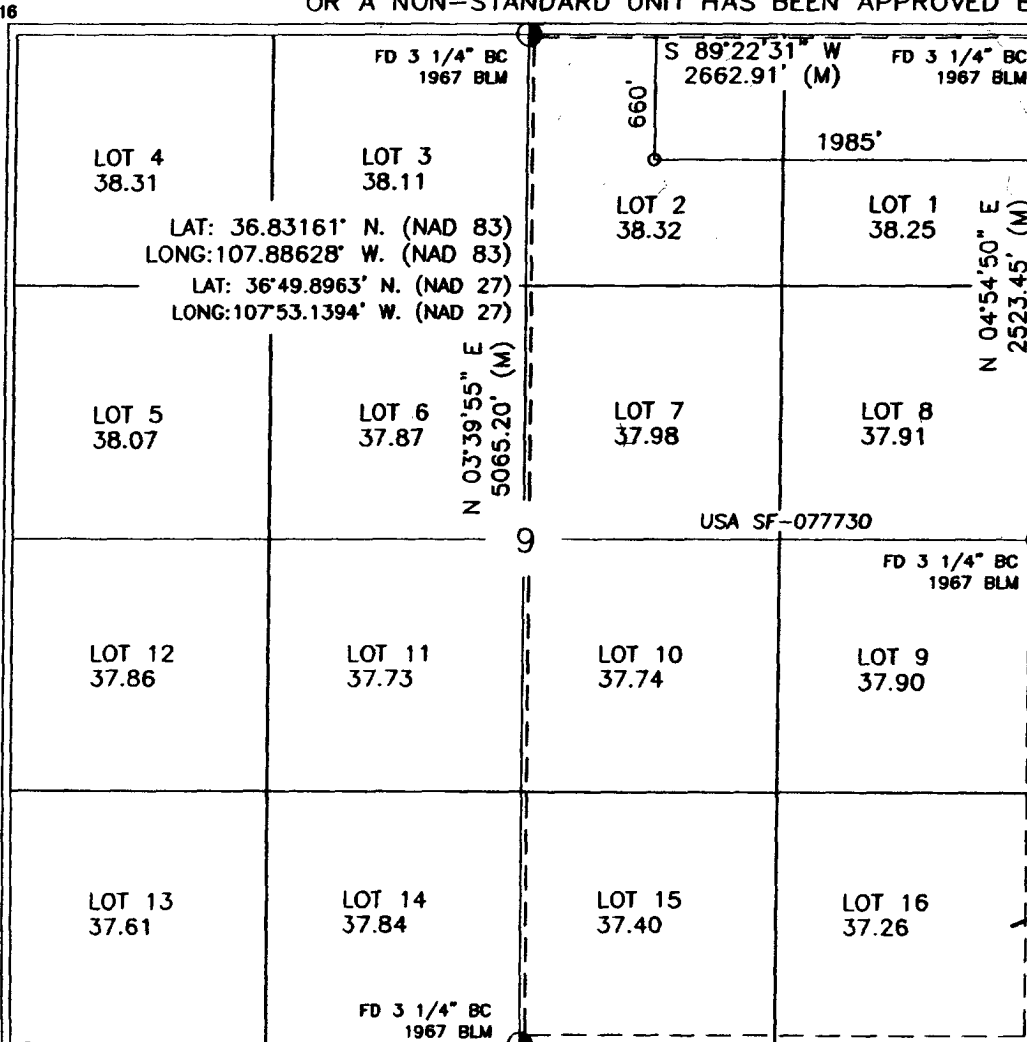 16
OR A NON-STANDARD UNIT HAS BEEN APPROVED
FD 3 1/4" BC
1967 BLM
S 89°22'31" W
2662.91' (M)
FD 3 1/4" BC
1967 BLM
660'
1985'
LOT 4
38.31
LOT 3
38.11
LOT 2
38.32
LOT 1
38.25
LAT: 36.83161° N. (NAD 83)
LONG:107.88628° W. (NAD 83)
LAT: 36°49.8963' N. (NAD 27)
LONG:107°53.1394' W. (NAD 27)
N 04°54'50" E
2523.45' (M)
N 03°39'55" E
5065.20' (M)
LOT 5
38.07
LOT 6
37.87
LOT 7
37.98
LOT 8
37.91
USA SF-077730
9
FD 3 1/4" BC
1967 BLM
LOT 12
37.86
LOT 11
37.73
LOT 10
37.74
LOT 9
37.90
LOT 13
37.61
LOT 14
37.84
LOT 15
37.40
LOT 16
37.26
FD 3 1/4" BC
1967 BLM